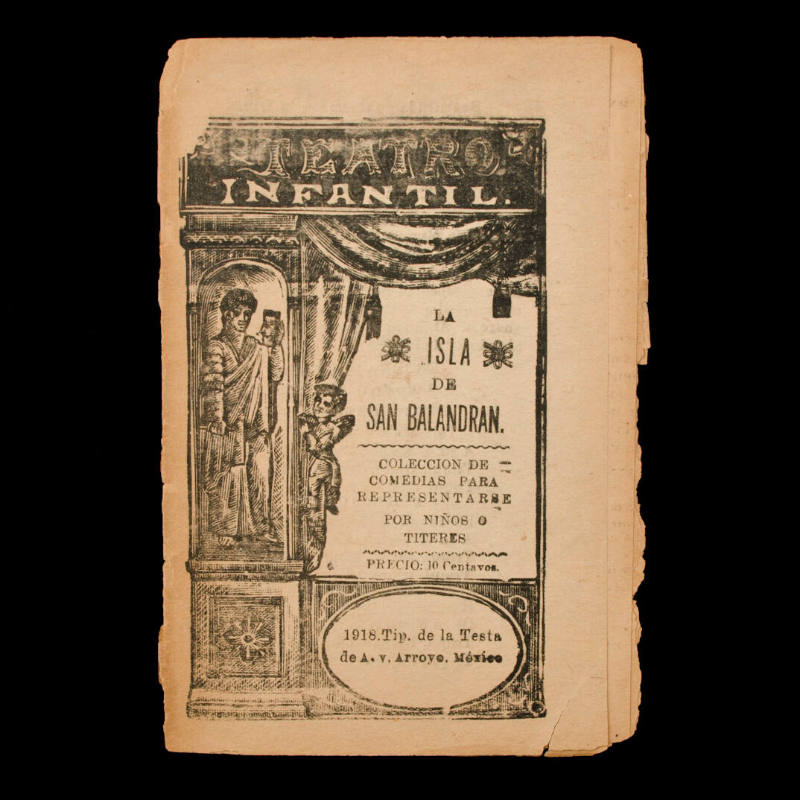 TEATRO
INFANTIL.
LA
ISLA
DE
SAN BALANDRAN.
COLECCION DE
COMEDIAS PARA
REPRESENTARSE
POR NIÑOS O
TITERES
PRECIO: 10 Centavos.
1918. Tip. de la Testa
de A. v. Arroyo. México